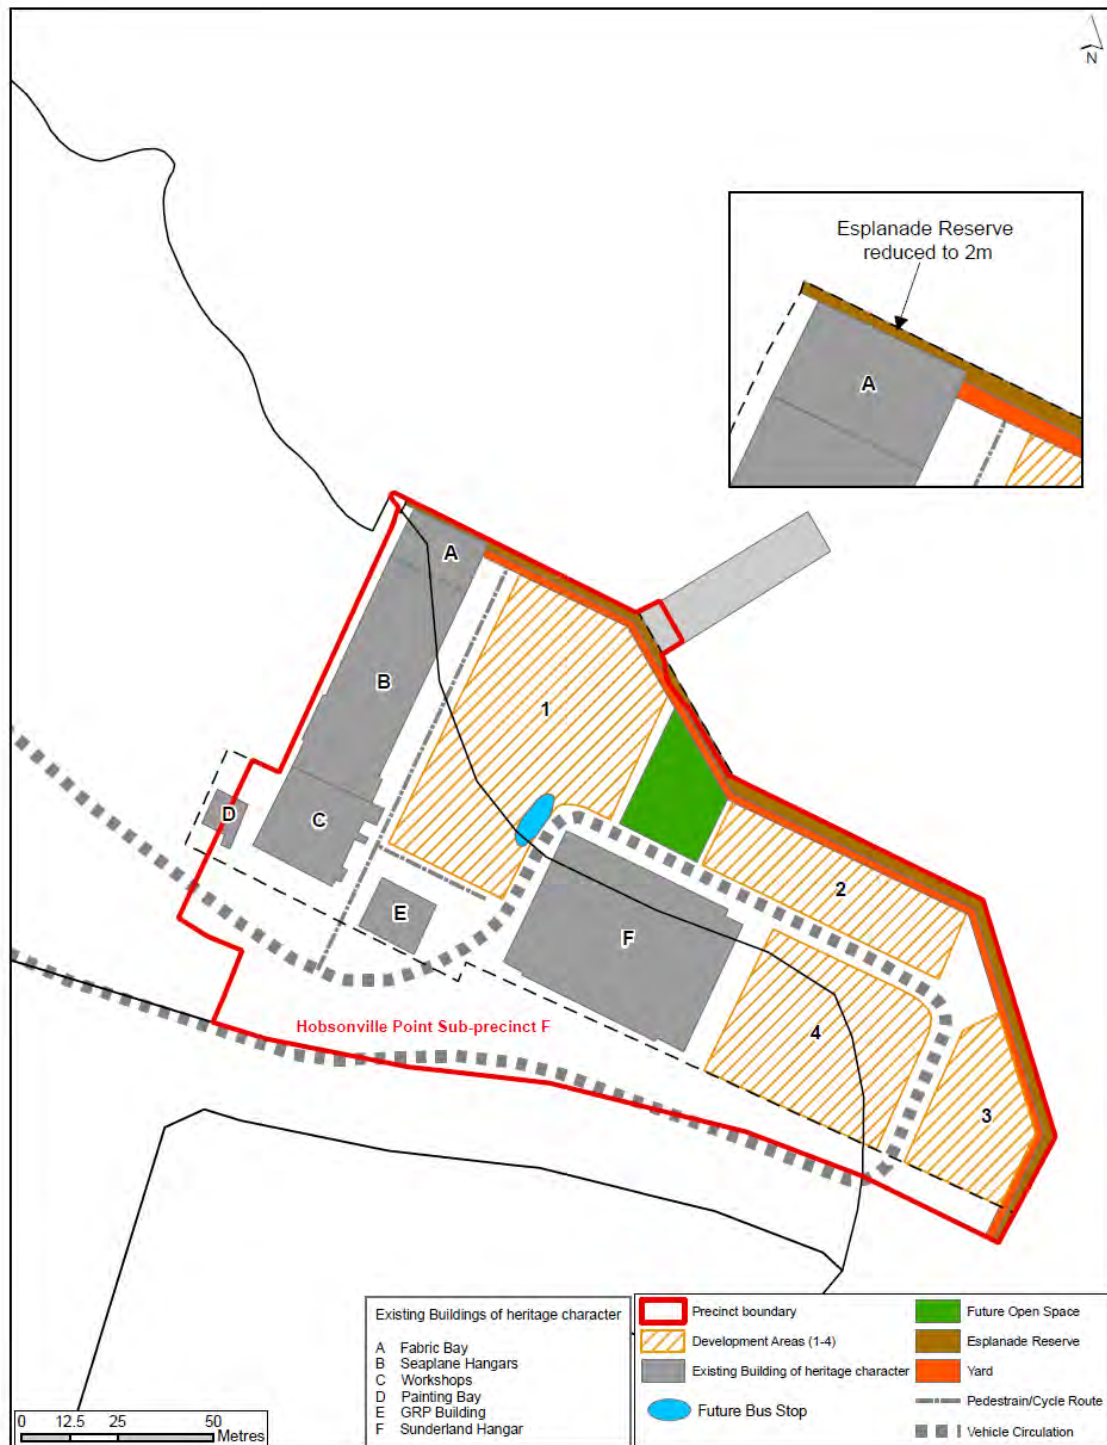 N
Esplanade Reserve
reduced to 2m
A
A
B
1
D
C
E
2
F
4
3
Hobsonville Point Sub-precinct F
Existing Buildings of heritage character
A Fabric Bay
B Seaplane Hangars
C Workshops
D Painting Bay
E GRP Building
F Sunderland Hangar
Precinct boundary
Development Areas (1-4)
Existing Building of heritage character
Future Bus Stop
Future Open Space
Esplanade Reserve
Yard
Pedestrain/Cycle Route
Vehicle Circulation
0 12.5 25 50
Metres